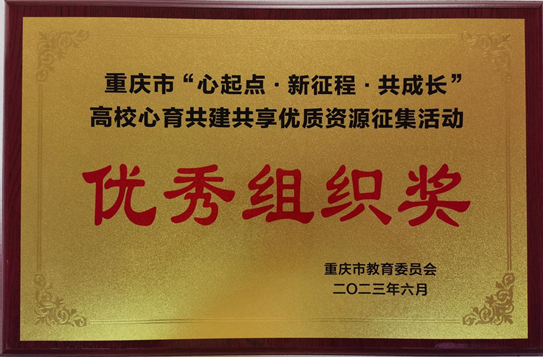 重庆市“心起点·新征程·共成长”
高校心育共建共享优质资源征集活动
优秀组织奖
重庆市教育委员会
二〇二三年六月